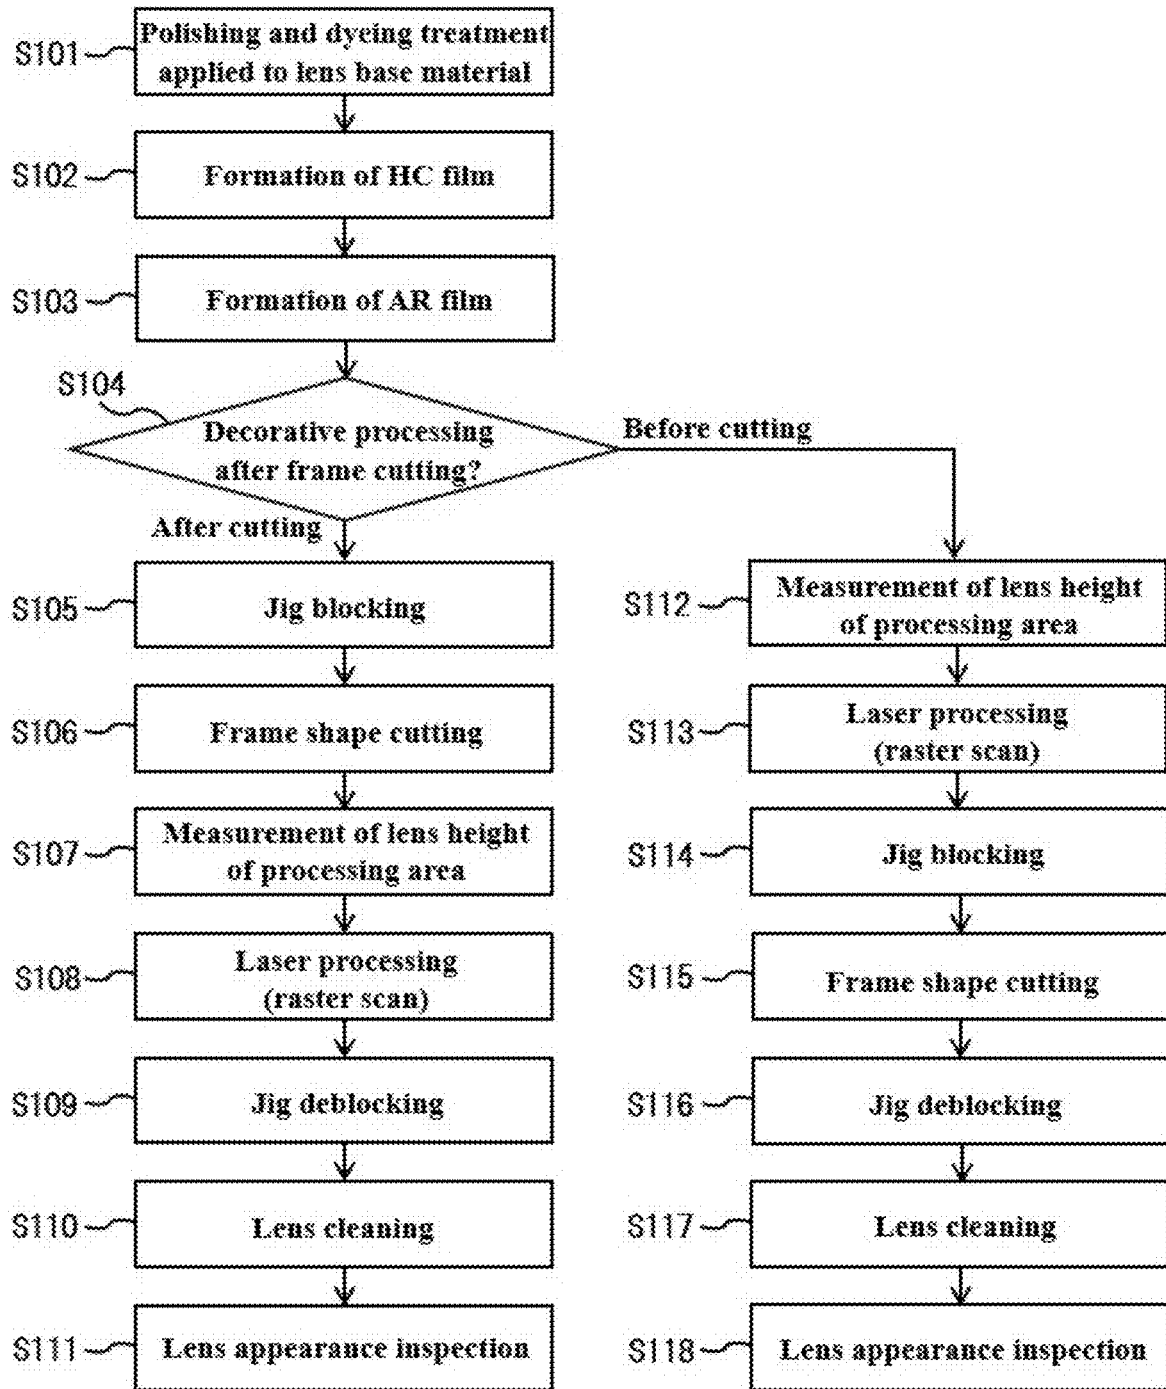 S101
Polishing and dyeing treatment
applied to lens base material
S102
Formation of HC film
S103
Formation of AR film
S104
Decorative processing
after frame cutting?
Before cutting
After cutting
S105
Jig blocking
S106
Frame shape cutting
S107
Measurement of lens height
of processing area
S108
Laser processing
(raster scan)
S109
Jig deblocking
S110
Lens cleaning
S111
Lens appearance inspection
S112
Measurement of lens height
of processing area
S113
Laser processing
(raster scan)
S114
Jig blocking
S115
Frame shape cutting
S116
Jig deblocking
S117
Lens cleaning
S118
Lens appearance inspection